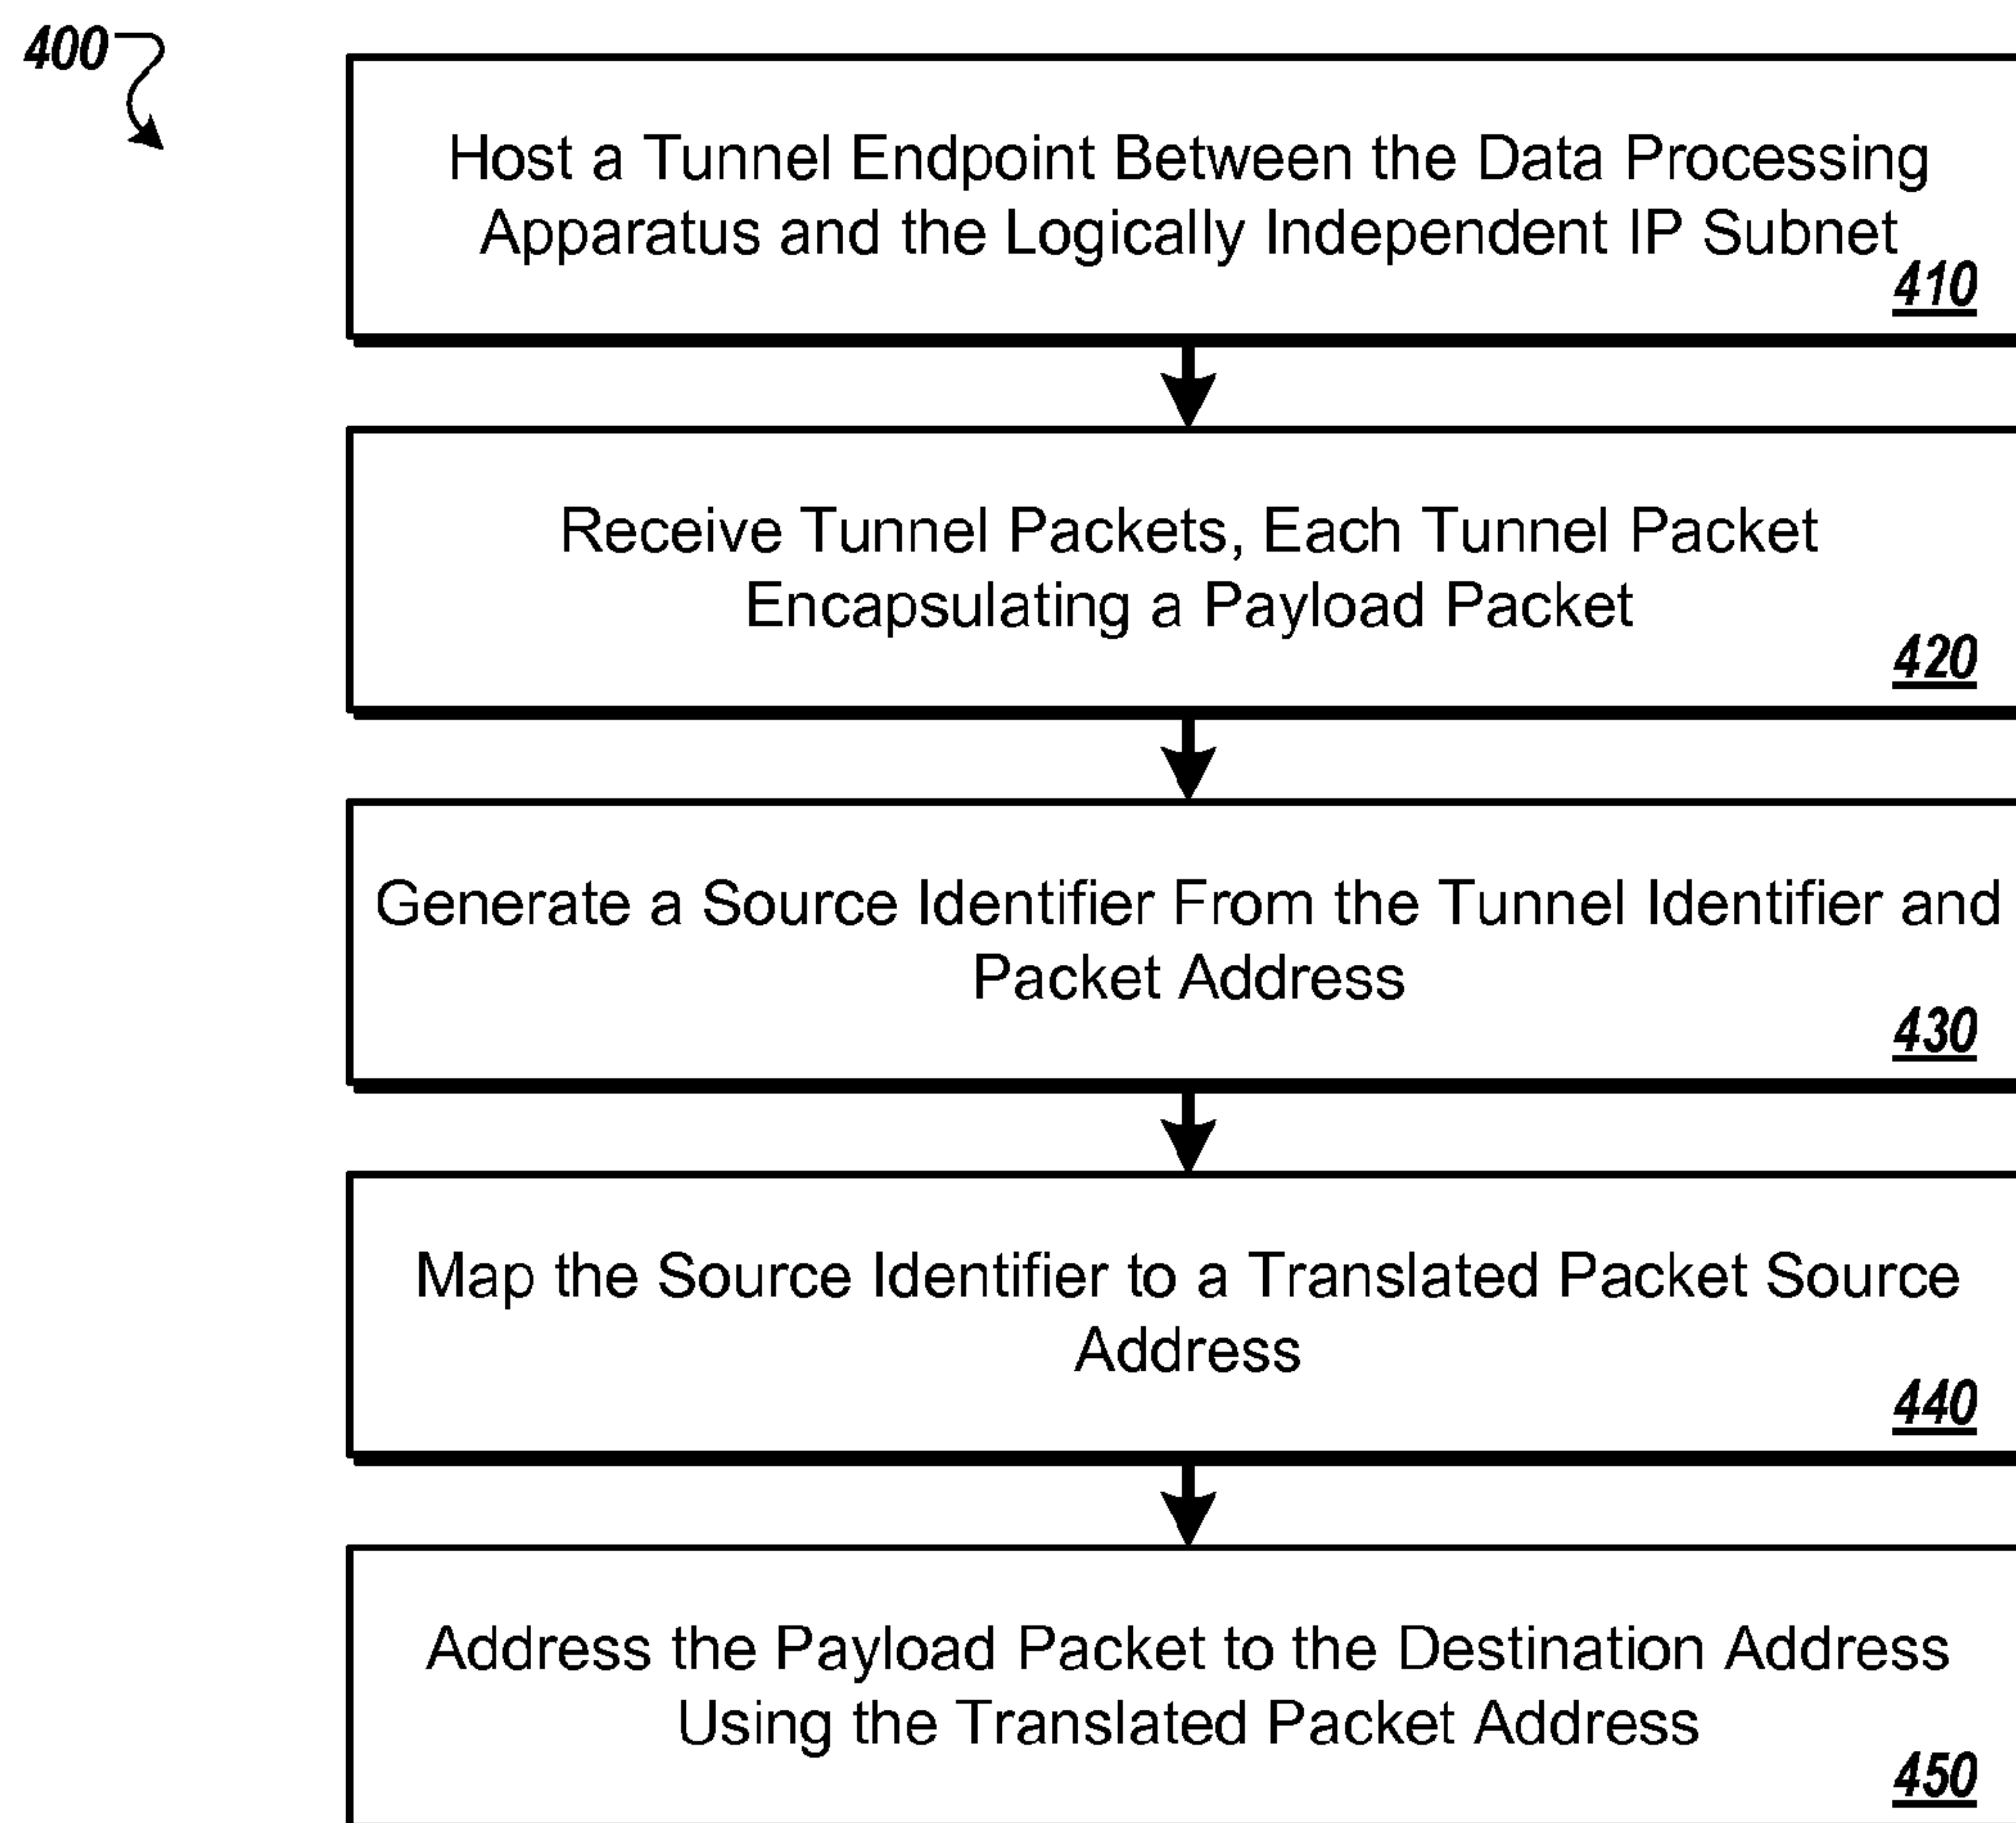 400
Host a Tunnel Endpoint Between the Data Processing
Apparatus and the Logically Independent IP Subnet
410
Receive Tunnel Packets, Each Tunnel Packet
Encapsulating a Payload Packet
420
Generate a Source Identifier From the Tunnel Identifier and
Packet Address
430
Map the Source Identifier to a Translated Packet Source
Address
440
Address the Payload Packet to the Destination Address
Using the Translated Packet Address
450